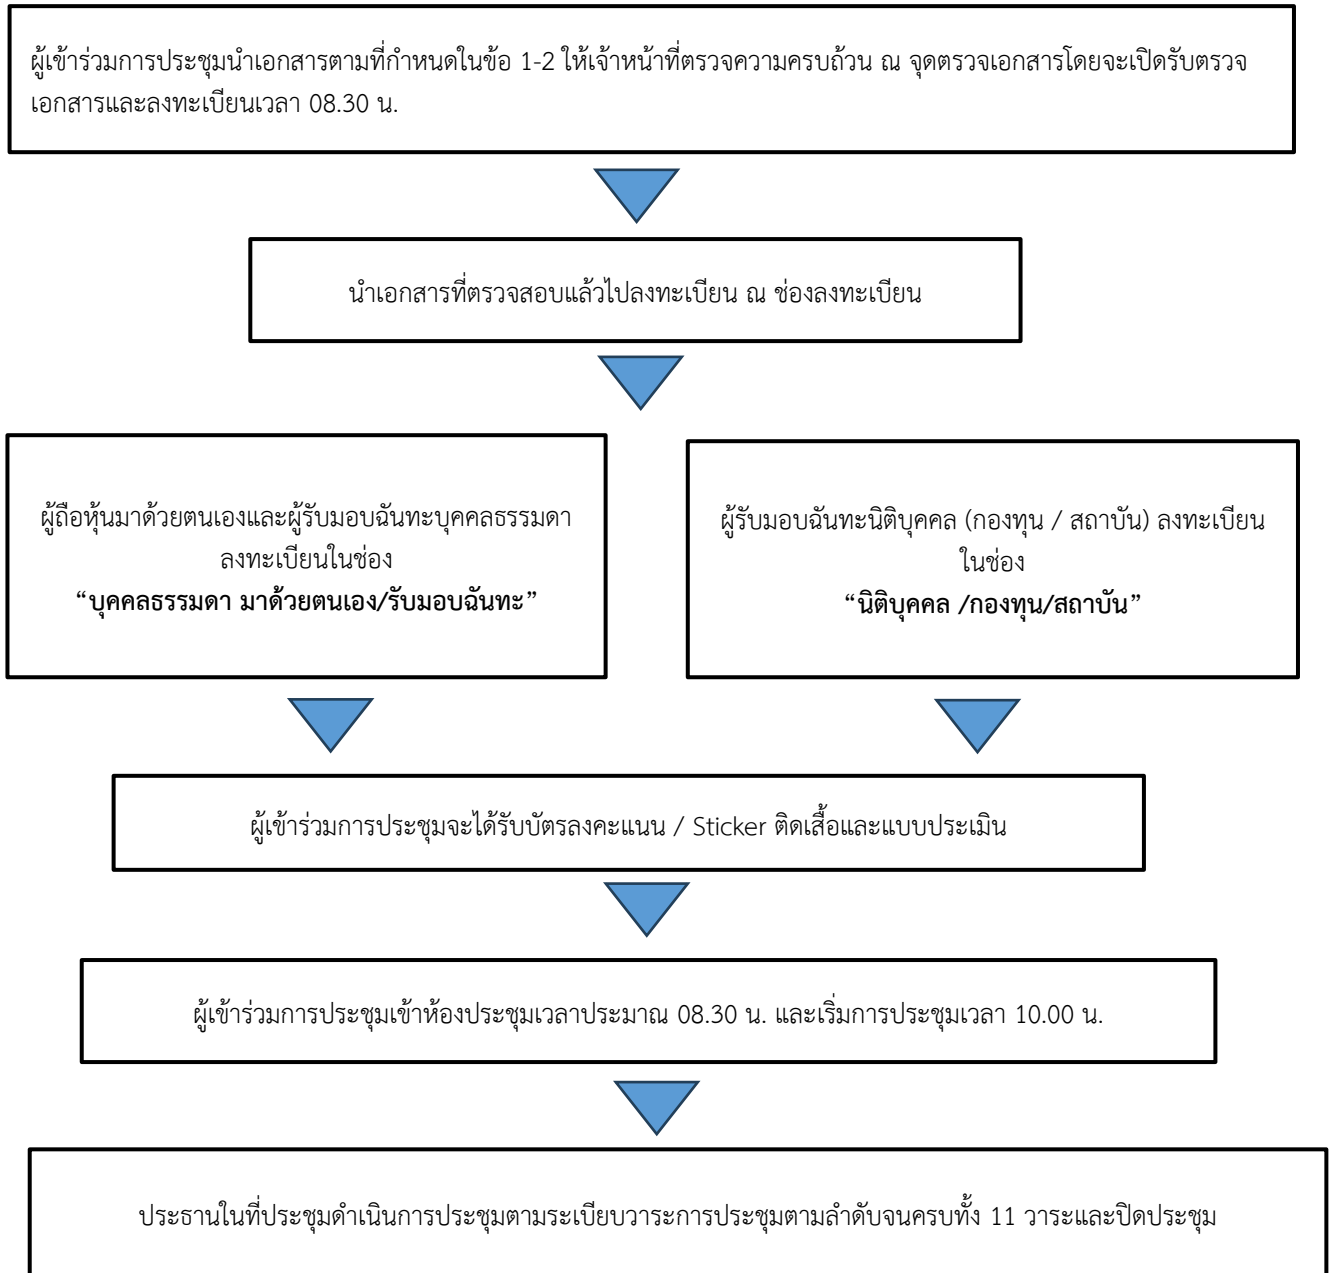 ผู้เข้าร่วมการประชุมนำเอกสารตามที่กำหนดในข้อ 1-2 ให้เจ้าหน้าที่ตรวจความครบถ้วน ณ จุดตรวจเอกสารโดยจะเปิดรับตรวจ
เอกสารและลงทะเบียนเวลา 08.30 น.
นำเอกสารที่ตรวจสอบแล้วไปลงทะเบียน ณ ช่องลงทะเบียน
ผู้ถือหุ้นมาด้วยตนเองและผู้รับมอบฉันทะบุคคลธรรมดา
ลงทะเบียนในช่อง
“บุคคลธรรมดา มาด้วยตนเอง/รับมอบฉันทะ”
ผู้รับมอบฉันทะนิติบุคคล (กองทุน / สถาบัน) ลงทะเบียน
ในช่อง
“นิติบุคคล /กองทุน/สถาบัน”
ผู้เข้าร่วมการประชุมจะได้รับบัตรลงคะแนน / Sticker ติดเสื้อและแบบประเมิน
ผู้เข้าร่วมการประชุมเข้าห้องประชุมเวลาประมาณ 08.30 น. และเริ่มการประชุมเวลา 10.00 น.
ประธานในที่ประชุมดำเนินการประชุมตามระเบียบวาระการประชุมตามลำดับจนครบทั้ง 11 วาระและปิดประชุม